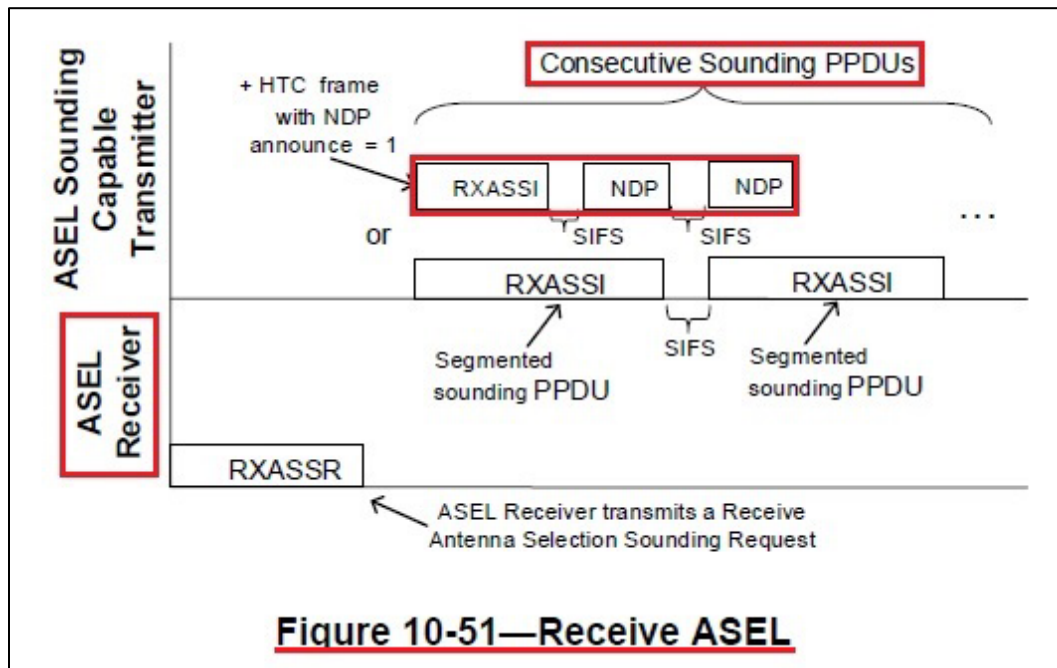 ASEL Sounding
Capable
Transmitter
+ HTC frame
with NDP
announce = 1
Consecutive Sounding PPDUs
RXASSI
NDP
NDP
SIFS
SIFS
...
or
RXASSI
RXASSI
SIFS
Segmented
sounding PPDU
Segmented
sounding PPDU
ASEL
Receiver
RXASSR
ASEL Receiver transmits a Receive
Antenna Selection Sounding Request
Figure 10-51—Receive ASEL